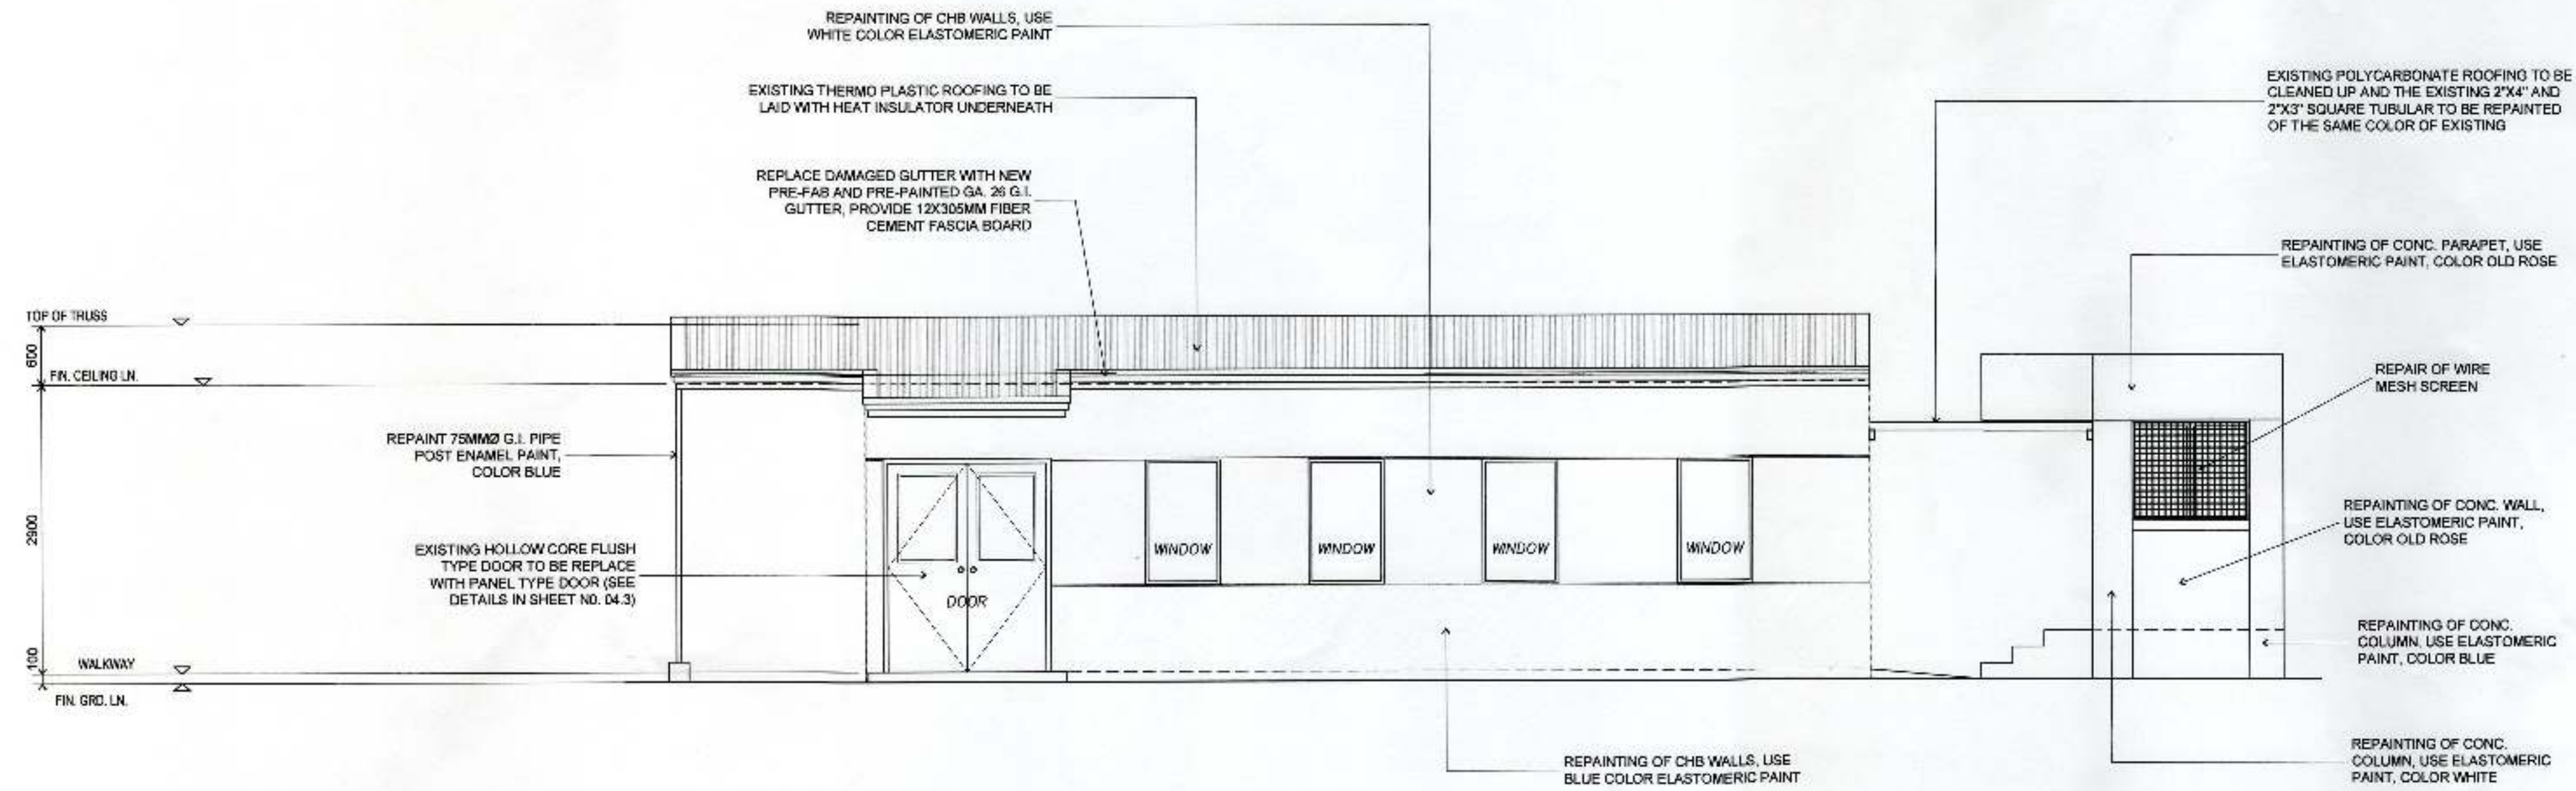 REPAINTING OF CHB WALLS, USE
WHITE COLOR ELASTOMERIC PAINT
EXISTING THERMO PLASTIC ROOFING TO BE
LAID WITH HEAT INSULATOR UNDERNEATH
REPLACE DAMAGED GUTTER WITH NEW
PRE-FAB AND PRE-PAINTED GA. 26 G.I.
GUTTER, PROVIDE 12X305MM FIBER
CEMENT FASCIA BOARD
EXISTING POLYCARBONATE ROOFING TO BE
CLEANED UP AND THE EXISTING 2"X4" AND
2"X3" SQUARE TUBULAR TO BE REPAINTED
OF THE SAME COLOR OF EXISTING
REPAINTING OF CONC. PARAPET, USE
ELASTOMERIC PAINT, COLOR OLD ROSE
TOP OF TRUSS
600
FIN. CEILING LN.
2900
100
WALKWAY
FIN. GRD. LN.
REPAINT 75MMØ G.I. PIPE
POST ENAMEL PAINT,
COLOR BLUE
EXISTING HOLLOW CORE FLUSH
TYPE DOOR TO BE REPLACE
WITH PANEL TYPE DOOR (SEE
DETAILS IN SHEET NO. 04.3)
DOOR
WINDOW
WINDOW
WINDOW
WINDOW
REPAIR OF WIRE
MESH SCREEN
REPAINTING OF CONC. WALL,
USE ELASTOMERIC PAINT,
COLOR OLD ROSE
REPAINTING OF CONC.
COLUMN, USE ELASTOMERIC
PAINT, COLOR BLUE
REPAINTING OF CONC.
COLUMN, USE ELASTOMERIC
PAINT, COLOR WHITE
REPAINTING OF CHB WALLS, USE
BLUE COLOR ELASTOMERIC PAINT